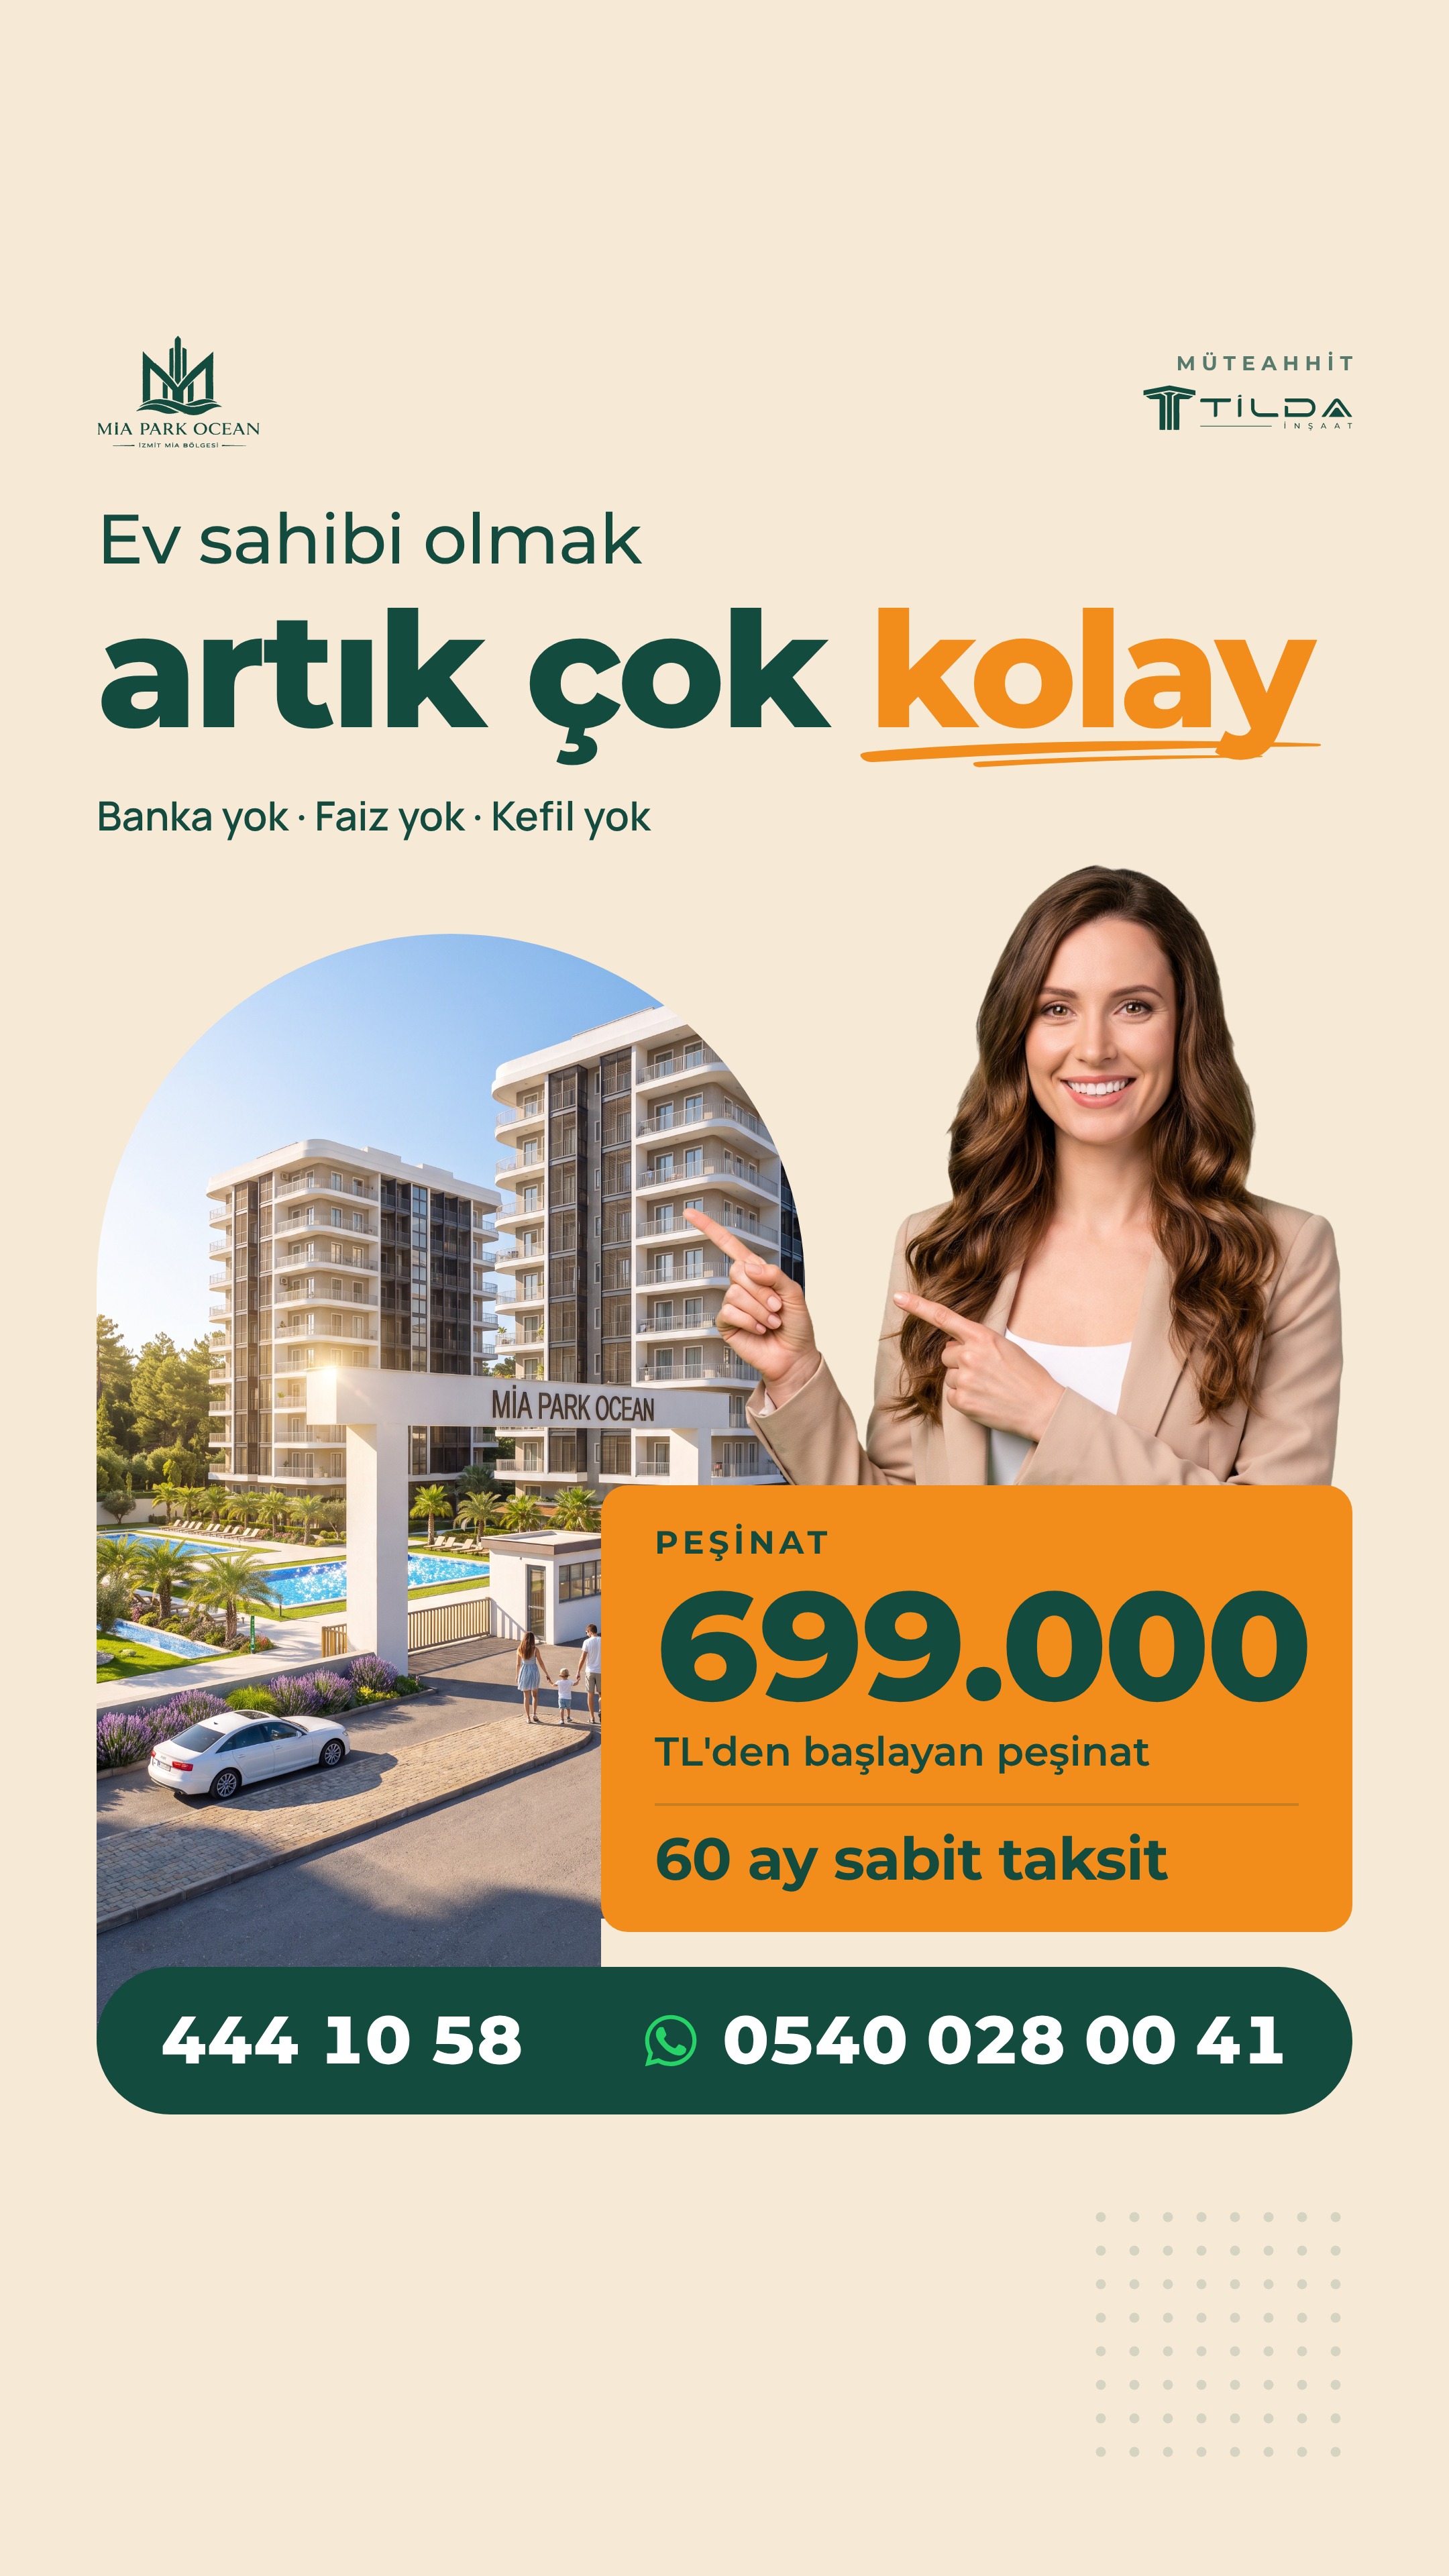 MİA PARK OCEAN
İZMİT MİA BÖLGESİ
MÜTEAHHİT
TİLDA
İNŞAAT
Ev sahibi olmak
artık çok kolay
Banka yok · Faiz yok · Kefil yok
MİA PARK OCEAN
PEŞİNAT
699.000
TL'den başlayan peşinat
60 ay sabit taksit
444 10 58
0540 028 00 41